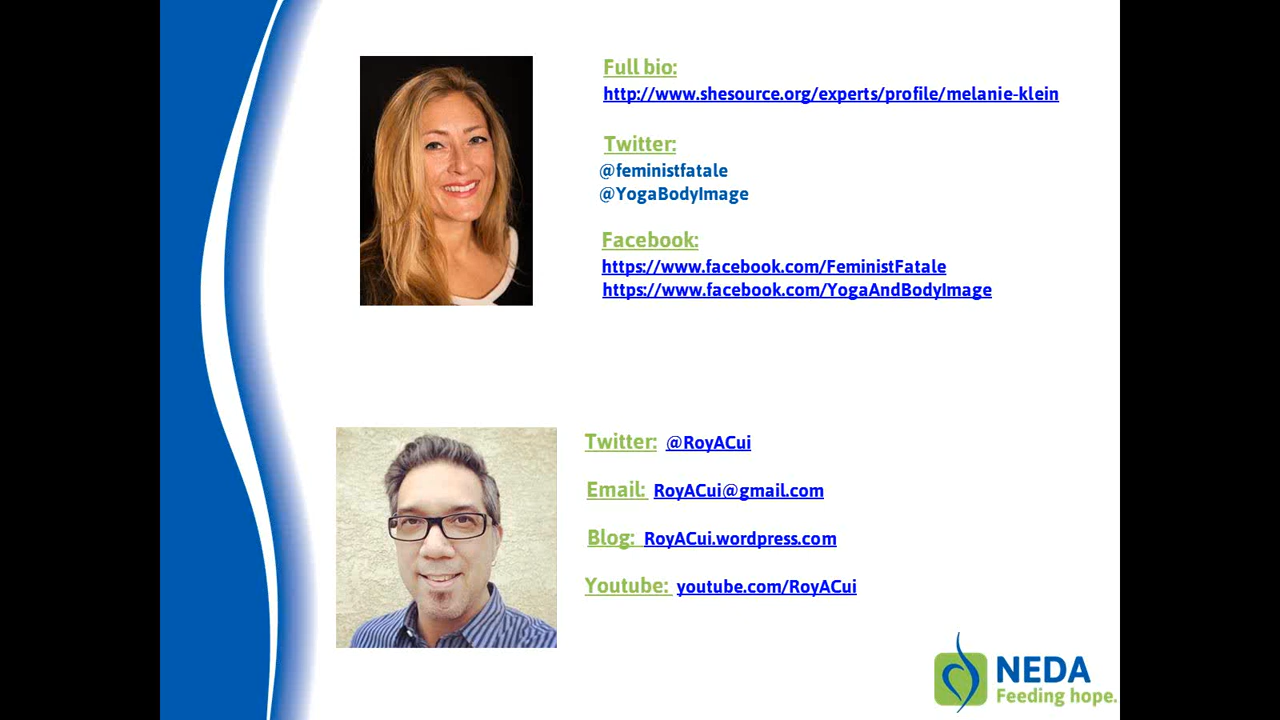 Full bio:
http://www.shesource.org/experts/profile/melanie-klein
Twitter:
@feministfatale
@YogaBodyImage
Facebook:
https://www.facebook.com/FeministFatale
https://www.facebook.com/YogaAndBodyImage
Twitter: @RoyACui
Email: RoyACui@gmail.com
Blog: RoyACui.wordpress.com
Youtube: youtube.com/RoyACui
NEDA
Feeding hope.